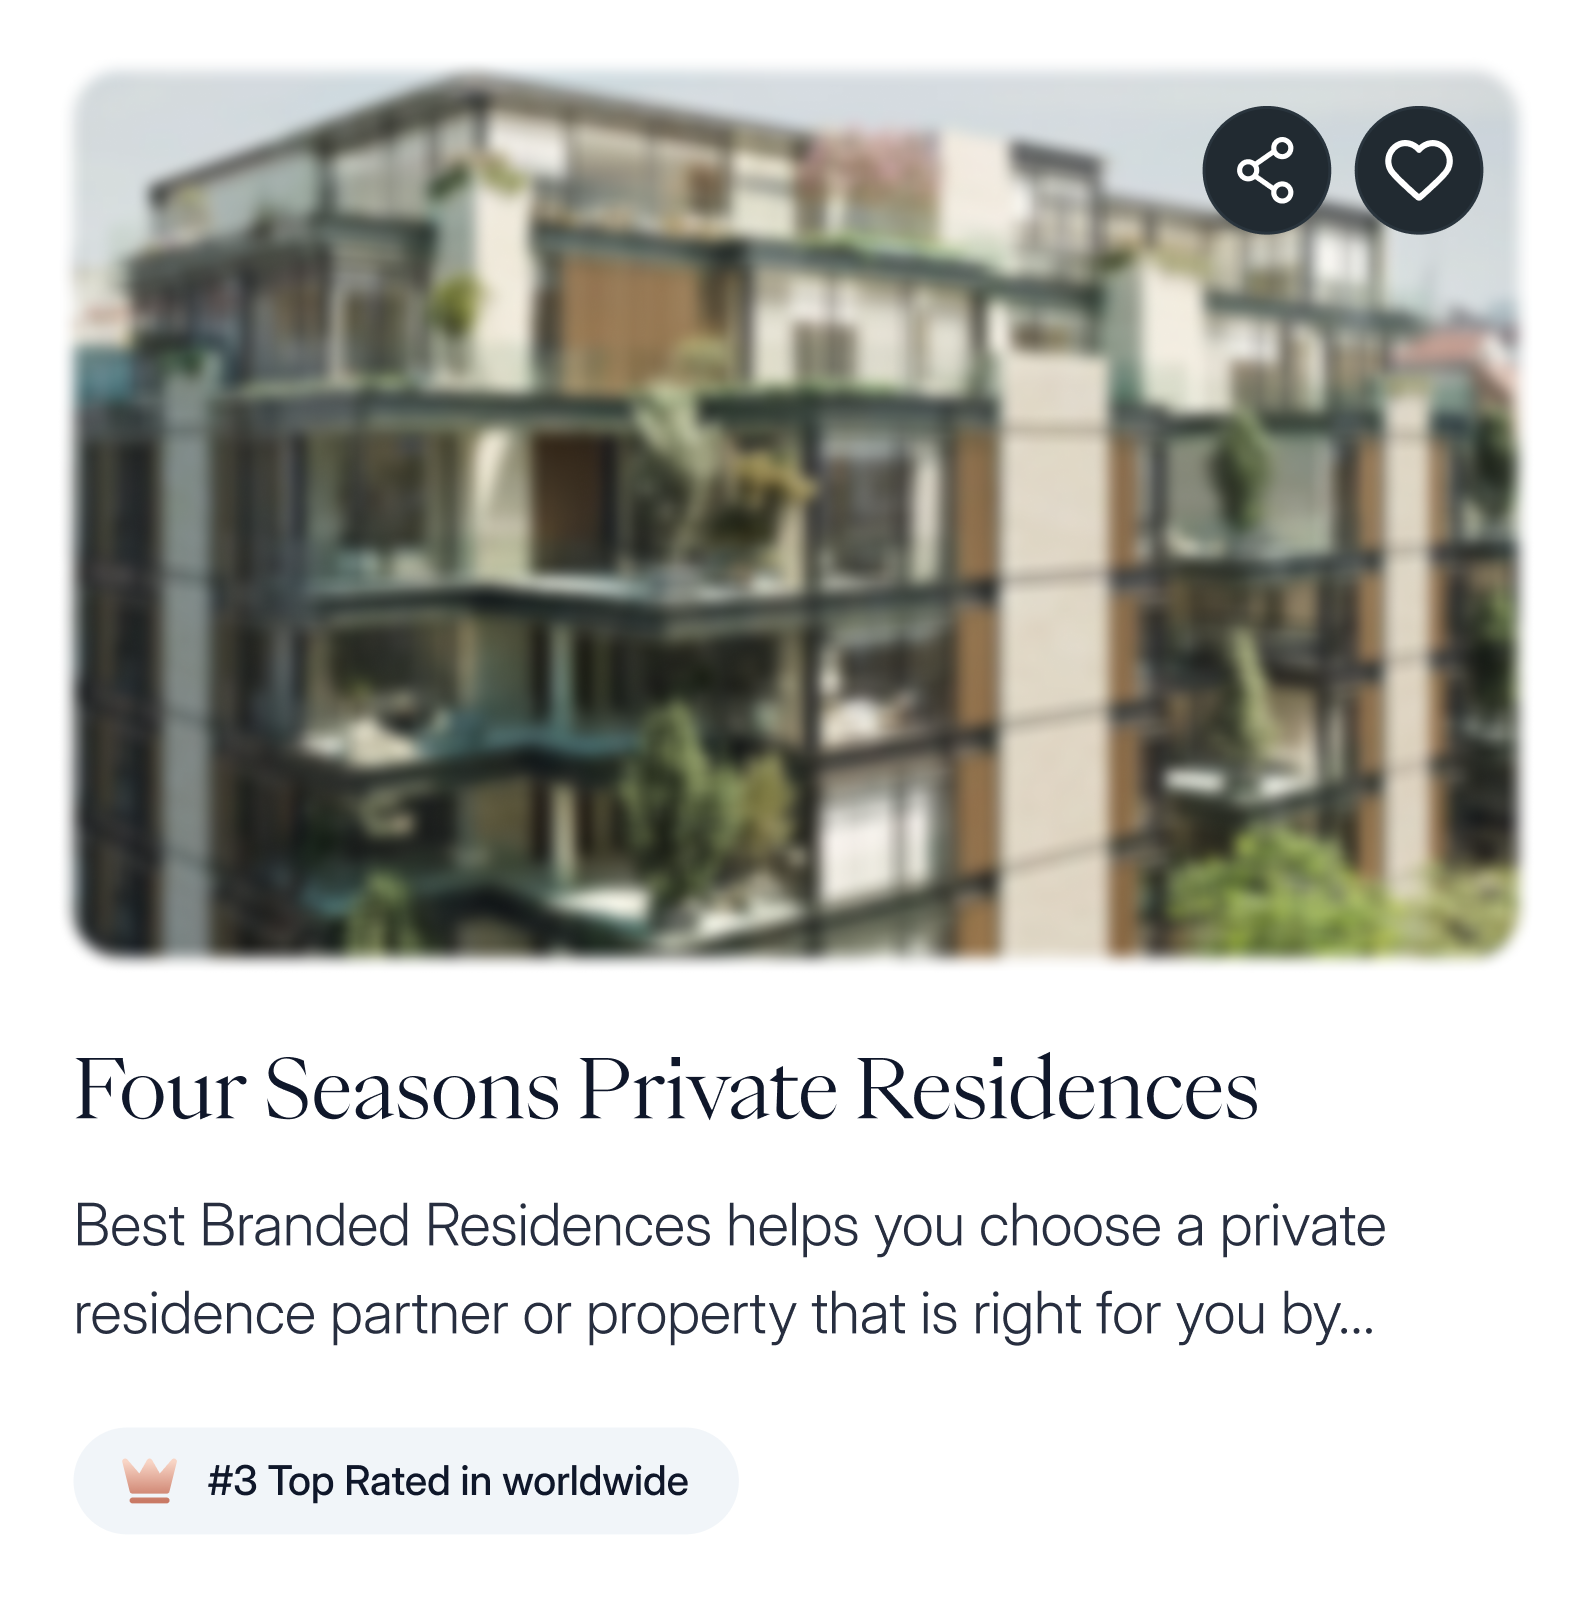 Four Seasons Private Residences
Best Branded Residences helps you choose a private
residence partner or property that is right for you by...
#3 Top Rated in worldwide